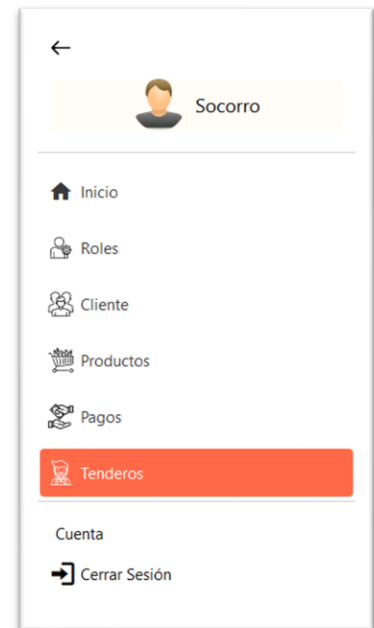 Socorro
Inicio
Roles
Cliente
Productos
Pagos
Tenderos
Cuenta
Cerrar Sesión